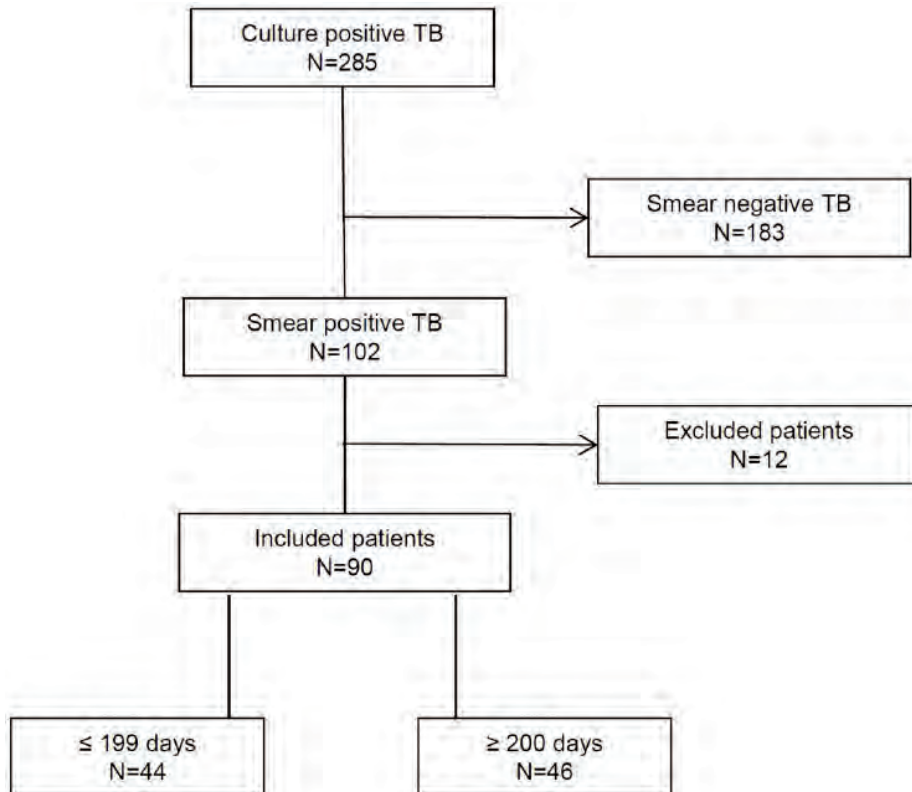 Culture positive TB
N=285
Smear negative TB
N=183
Smear positive TB
N=102
Excluded patients
N=12
Included patients
N=90
≤ 199 days
N=44
≥ 200 days
N=46